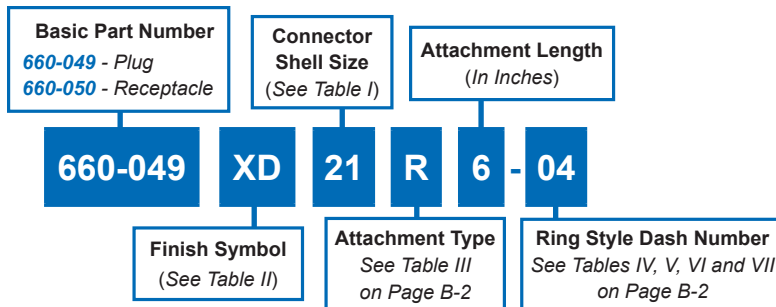 Basic Part Number
660-049 - Plug
660-050 - Receptacle
Connector
Shell Size
(See Table I)
Attachment Length
(In Inches)
660-049 XD 21 R 6 - 04
Finish Symbol
(See Table II)
Attachment Type
See Table III
on Page B-2
Ring Style Dash Number
See Tables IV, V, VI and VII
on Page B-2